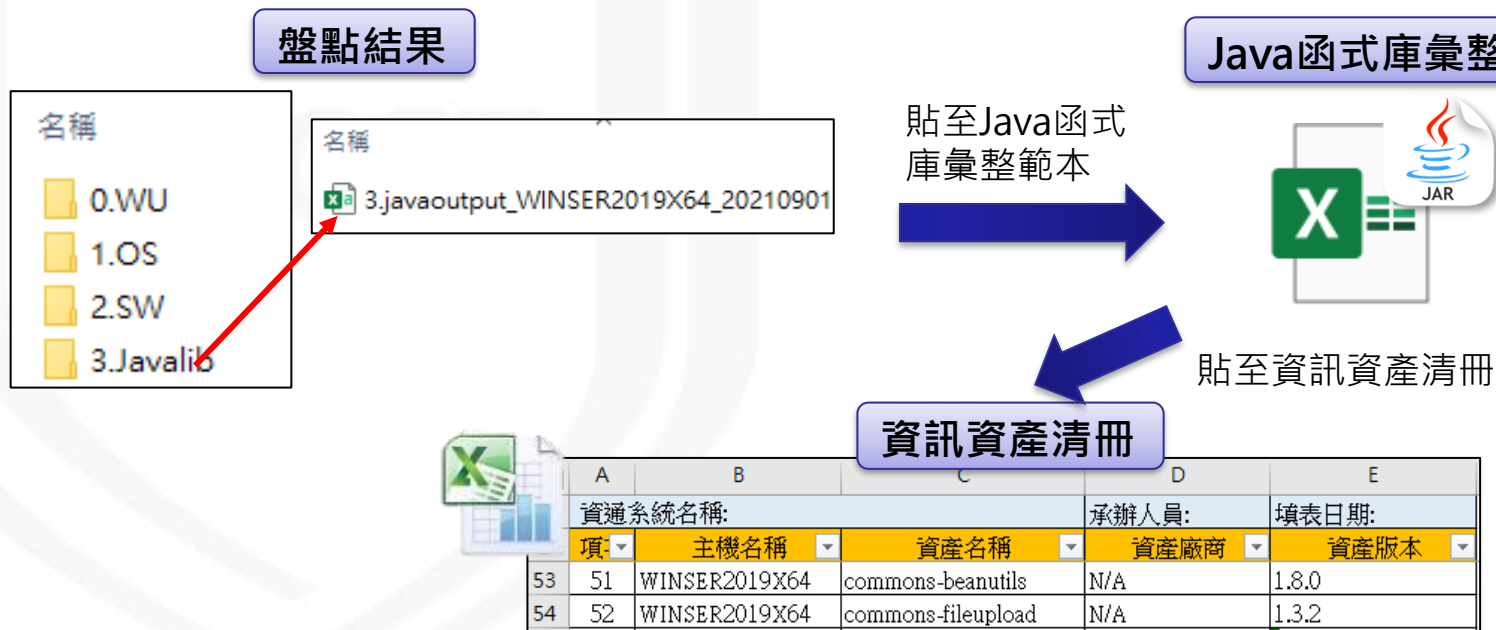 盤點結果
Java函式庫彙整
名稱
0.WU
1.OS
2.SW
3.Javalib
名稱
3.javaoutput_WINSER2019X64_20210901
貼至Java函式
庫彙整範本
JAR
貼至資訊資產清冊
資訊資產清冊
A B C D E
資通系統名稱: 承辦人員: 填表日期:
項 主機名稱 資產名稱 資產廠商 資產版本
53 51 WINSER2019X64 commons-beanutils N/A 1.8.0
54 52 WINSER2019X64 commons-fileupload N/A 1.3.2